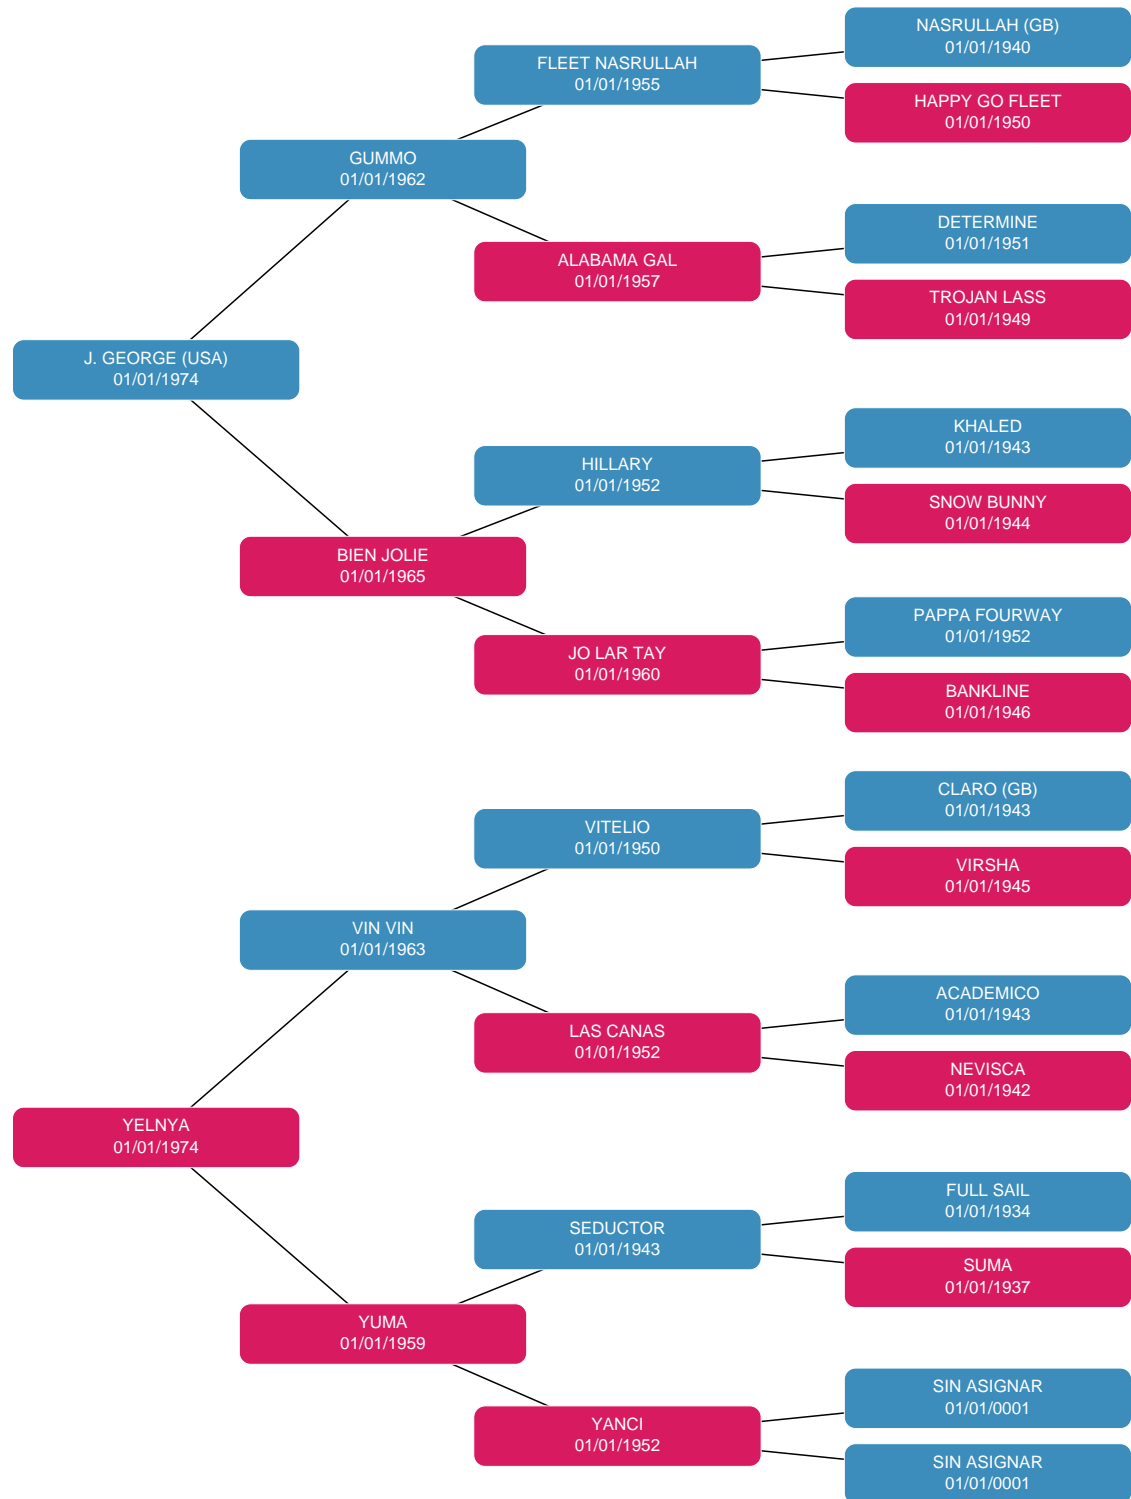 NASRULLAH (GB)
01/01/1940
FLEET NASRULLAH
01/01/1955
HAPPY GO FLEET
01/01/1950
GUMMO
01/01/1962
DETERMINE
01/01/1951
ALABAMA GAL
01/01/1957
TROJAN LASS
01/01/1949
J. GEORGE (USA)
01/01/1974
KHALED
01/01/1943
HILLARY
01/01/1952
SNOW BUNNY
01/01/1944
BIEN JOLIE
01/01/1965
PAPPA FOURWAY
01/01/1952
JO LAR TAY
01/01/1960
BANKLINE
01/01/1946
CLARO (GB)
01/01/1943
VITELIO
01/01/1950
VIRSHA
01/01/1945
VIN VIN
01/01/1963
ACADEMICO
01/01/1943
LAS CANAS
01/01/1952
NEVISCA
01/01/1942
YELNYA
01/01/1974
FULL SAIL
01/01/1934
SEDUCTOR
01/01/1943
SUMA
01/01/1937
YUMA
01/01/1959
SIN ASIGNAR
01/01/0001
YANCI
01/01/1952
SIN ASIGNAR
01/01/0001